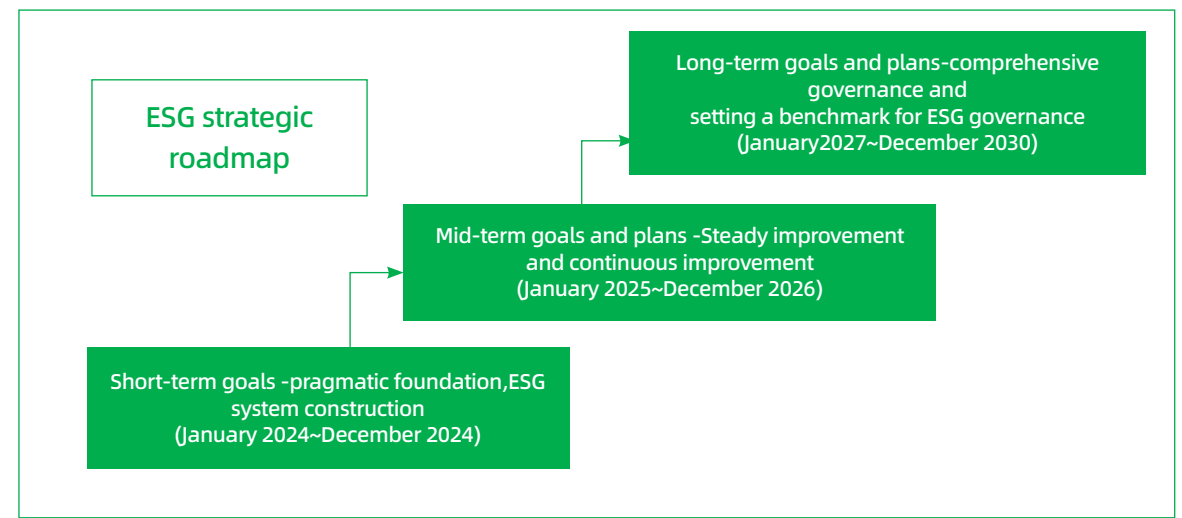 ESG strategic
roadmap
Long-term goals and plans-comprehensive
governance and
setting a benchmark for ESG governance
(January2027~December 2030)
Mid-term goals and plans -Steady improvement
and continuous improvement
(January 2025~December 2026)
Short-term goals -pragmatic foundation,ESG
system construction
(January 2024~December 2024)